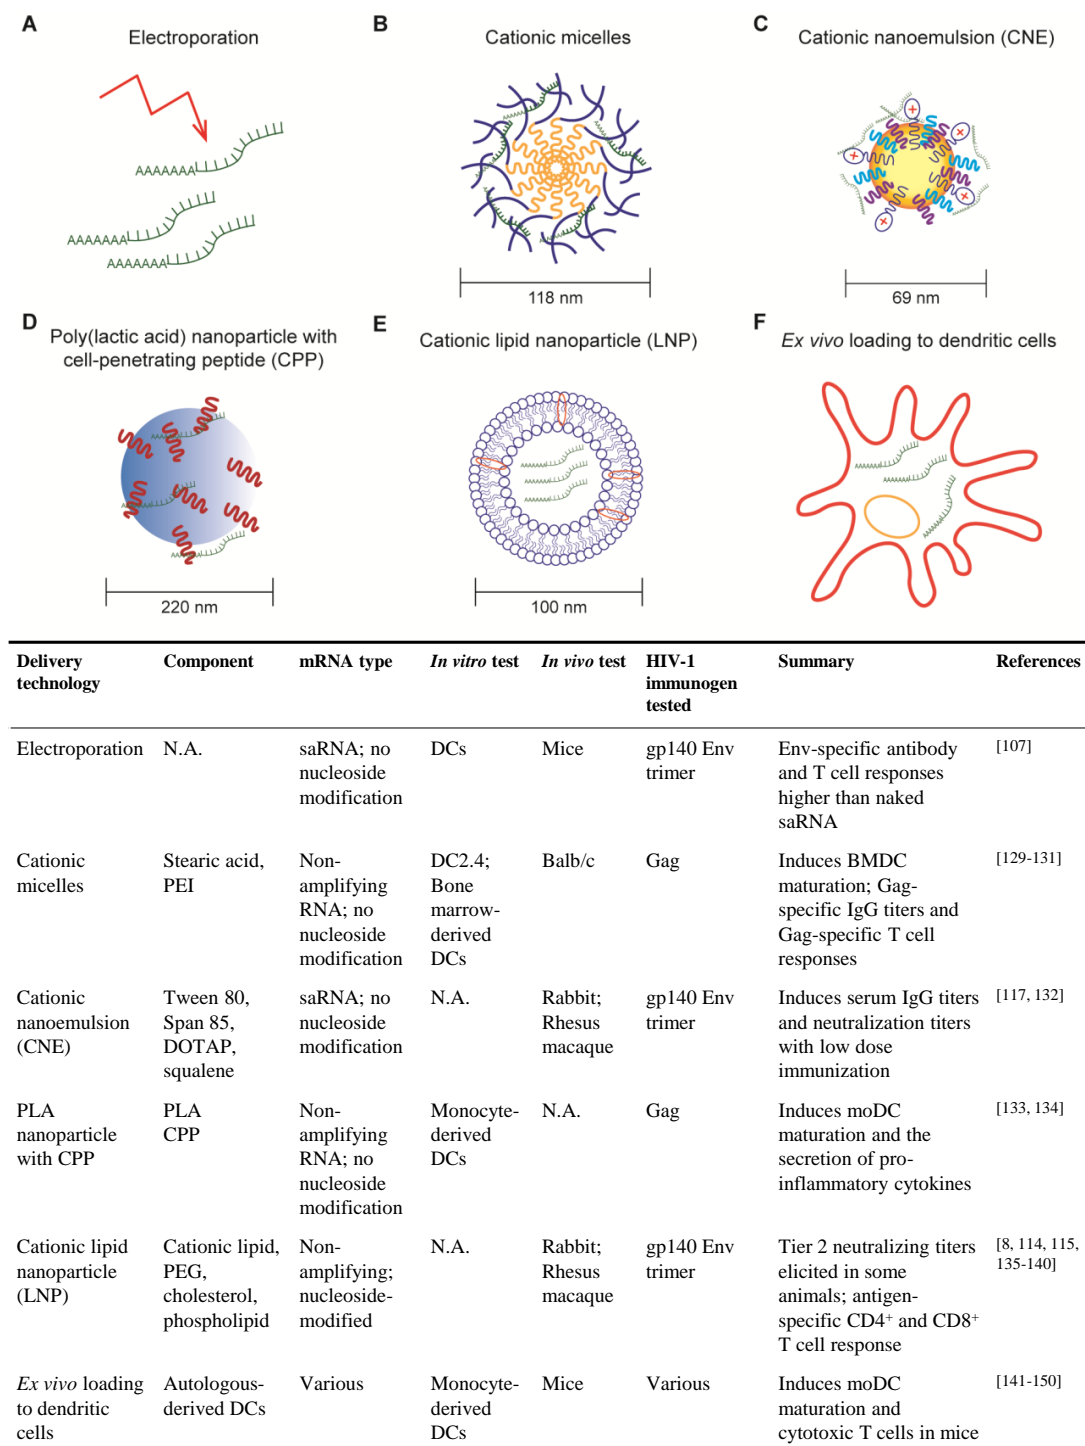 A
Electroporation
B
Cationic micelles
C
Cationic nanoemulsion (CNE)
AAAAAAA
AAAAAAA
AAAAAAA
118 nm
69 nm
D
Poly(lactic acid) nanoparticle with
cell-penetrating peptide (CPP)
E
Cationic lipid nanoparticle (LNP)
F
Ex vivo loading to dendritic cells
220 nm
100 nm
Delivery technology | Component | mRNA type | In vitro test | In vivo test | HIV-1 immunogen tested | Summary | References
Electroporation | N.A. | saRNA; no nucleoside modification | DCs | Mice | gp140 Env trimer | Env-specific antibody and T cell responses higher than naked saRNA | [107]
Cationic micelles | Stearic acid, PEI | Non-amplifying RNA; no nucleoside modification | DC2.4; Bone marrow-derived DCs | Balb/c | Gag | Induces BMDC maturation; Gag-specific IgG titers and Gag-specific T cell responses | [129-131]
Cationic nanoemulsion (CNE) | Tween 80, Span 85, DOTAP, squalene | saRNA; no nucleoside modification | N.A. | Rabbit; Rhesus macaque | gp140 Env trimer | Induces serum IgG titers and neutralization titers with low dose immunization | [117, 132]
PLA nanoparticle with CPP | PLA CPP | Non-amplifying RNA; no nucleoside modification | Monocyte-derived DCs | N.A. | Gag | Induces moDC maturation and the secretion of pro-inflammatory cytokines | [133, 134]
Cationic lipid nanoparticle (LNP) | Cationic lipid, PEG, cholesterol, phospholipid | Non-amplifying; nucleoside-modified | N.A. | Rabbit; Rhesus macaque | gp140 Env trimer | Tier 2 neutralizing titers elicited in some animals; antigen-specific CD4+ and CD8+ T cell response | [8, 114, 115, 135-140]
Ex vivo loading to dendritic cells | Autologous-derived DCs | Various | Monocyte-derived DCs | Mice | Various | Induces moDC maturation and cytotoxic T cells in mice | [141-150]